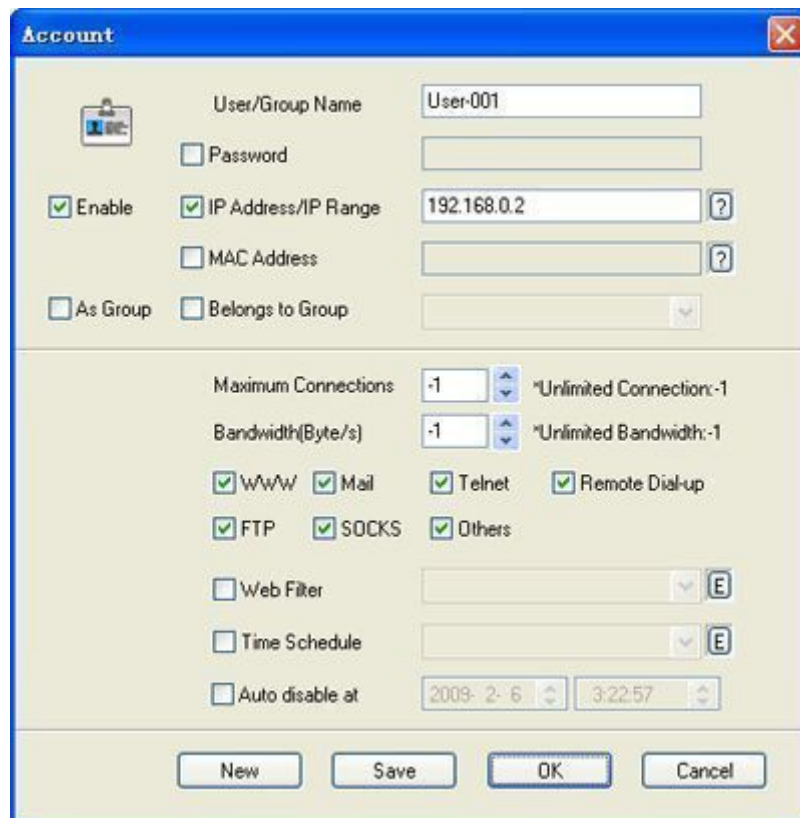 Account
User/Group Name User-001
Password
Enable IP Address/IP Range 192.168.0.2 ?
MAC Address ?
As Group Belongs to Group
Maximum Connections -1 *Unlimited Connection:-1
Bandwidth(Byte/s) -1 *Unlimited Bandwidth:-1
WWW Mail Telnet Remote Dial-up
FTP SOCKS Others
Web Filter E
Time Schedule E
Auto disable at 2009- 2- 6 3:22:57
New Save OK Cancel